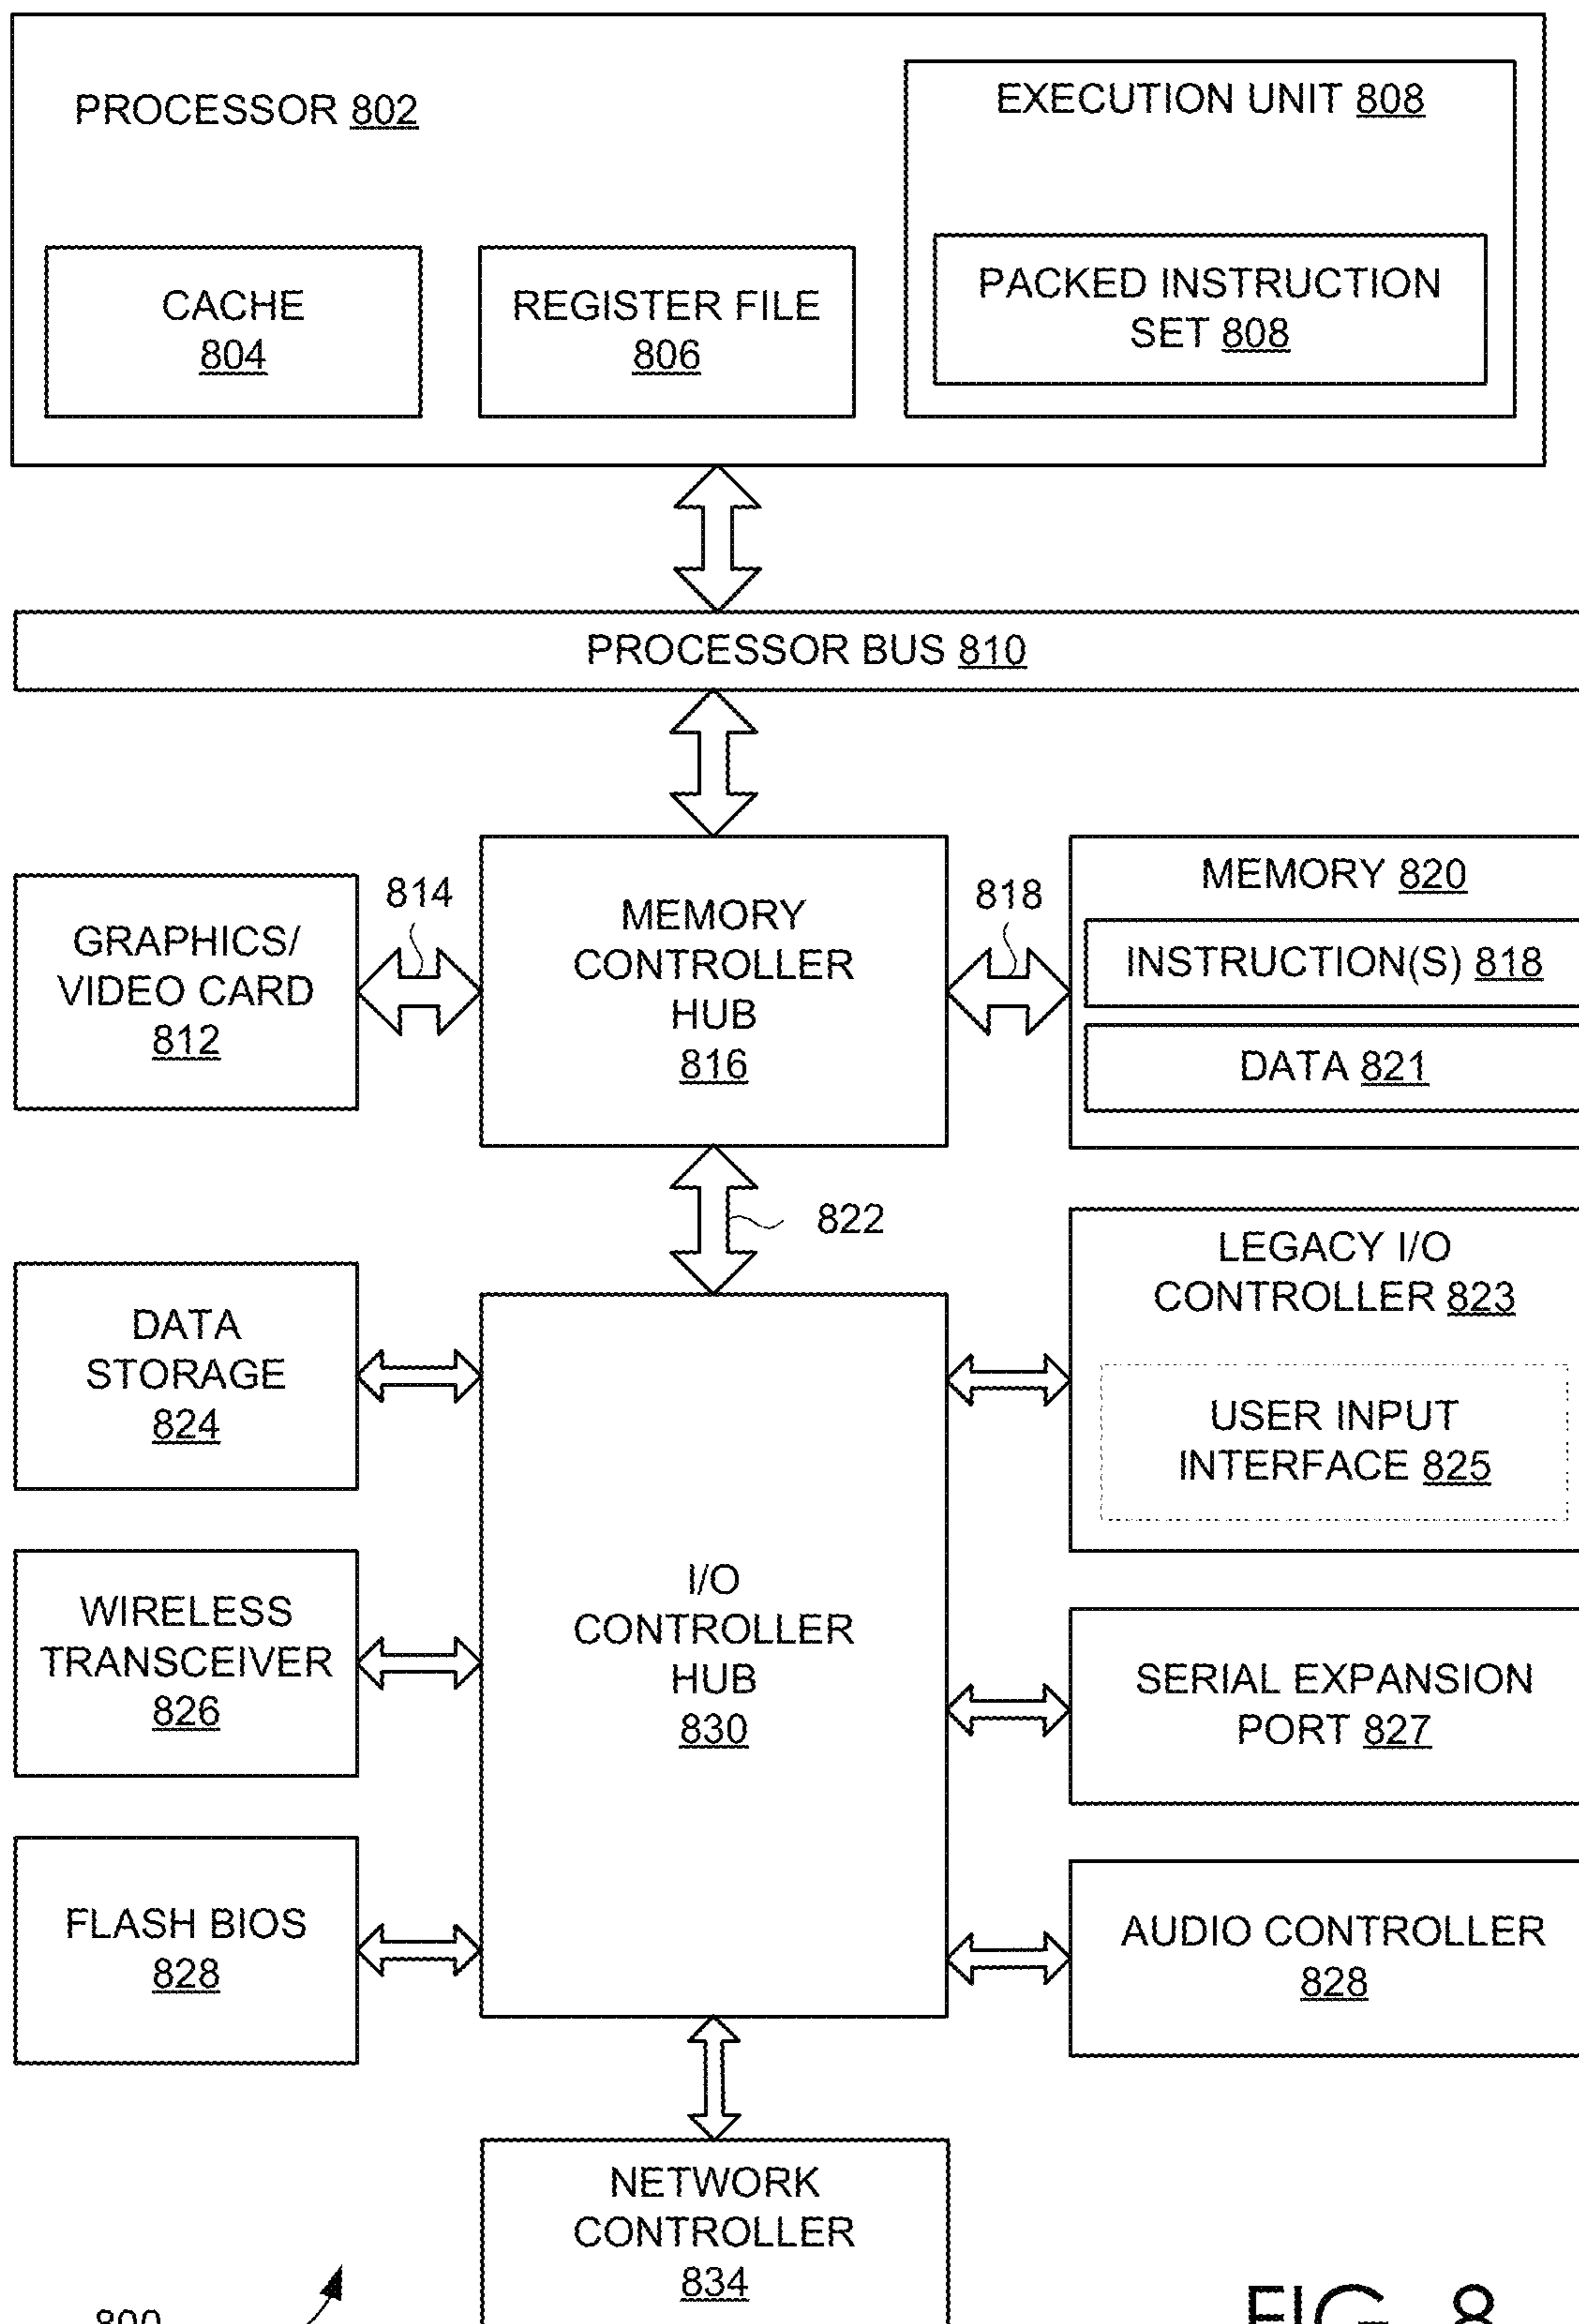 PROCESSOR 802
EXECUTION UNIT 808
CACHE
804
REGISTER FILE
806
PACKED INSTRUCTION
SET 808
PROCESSOR BUS 810
GRAPHICS/
VIDEO CARD
812
814
MEMORY
CONTROLLER
HUB
816
818
MEMORY 820
INSTRUCTION(S) 818
DATA 821
822
DATA
STORAGE
824
LEGACY I/O
CONTROLLER 823
USER INPUT
INTERFACE 825
WIRELESS
TRANSCEIVER
826
I/O
CONTROLLER
HUB
830
SERIAL EXPANSION
PORT 827
FLASH BIOS
828
AUDIO CONTROLLER
828
NETWORK
CONTROLLER
834
800
FIG. 8